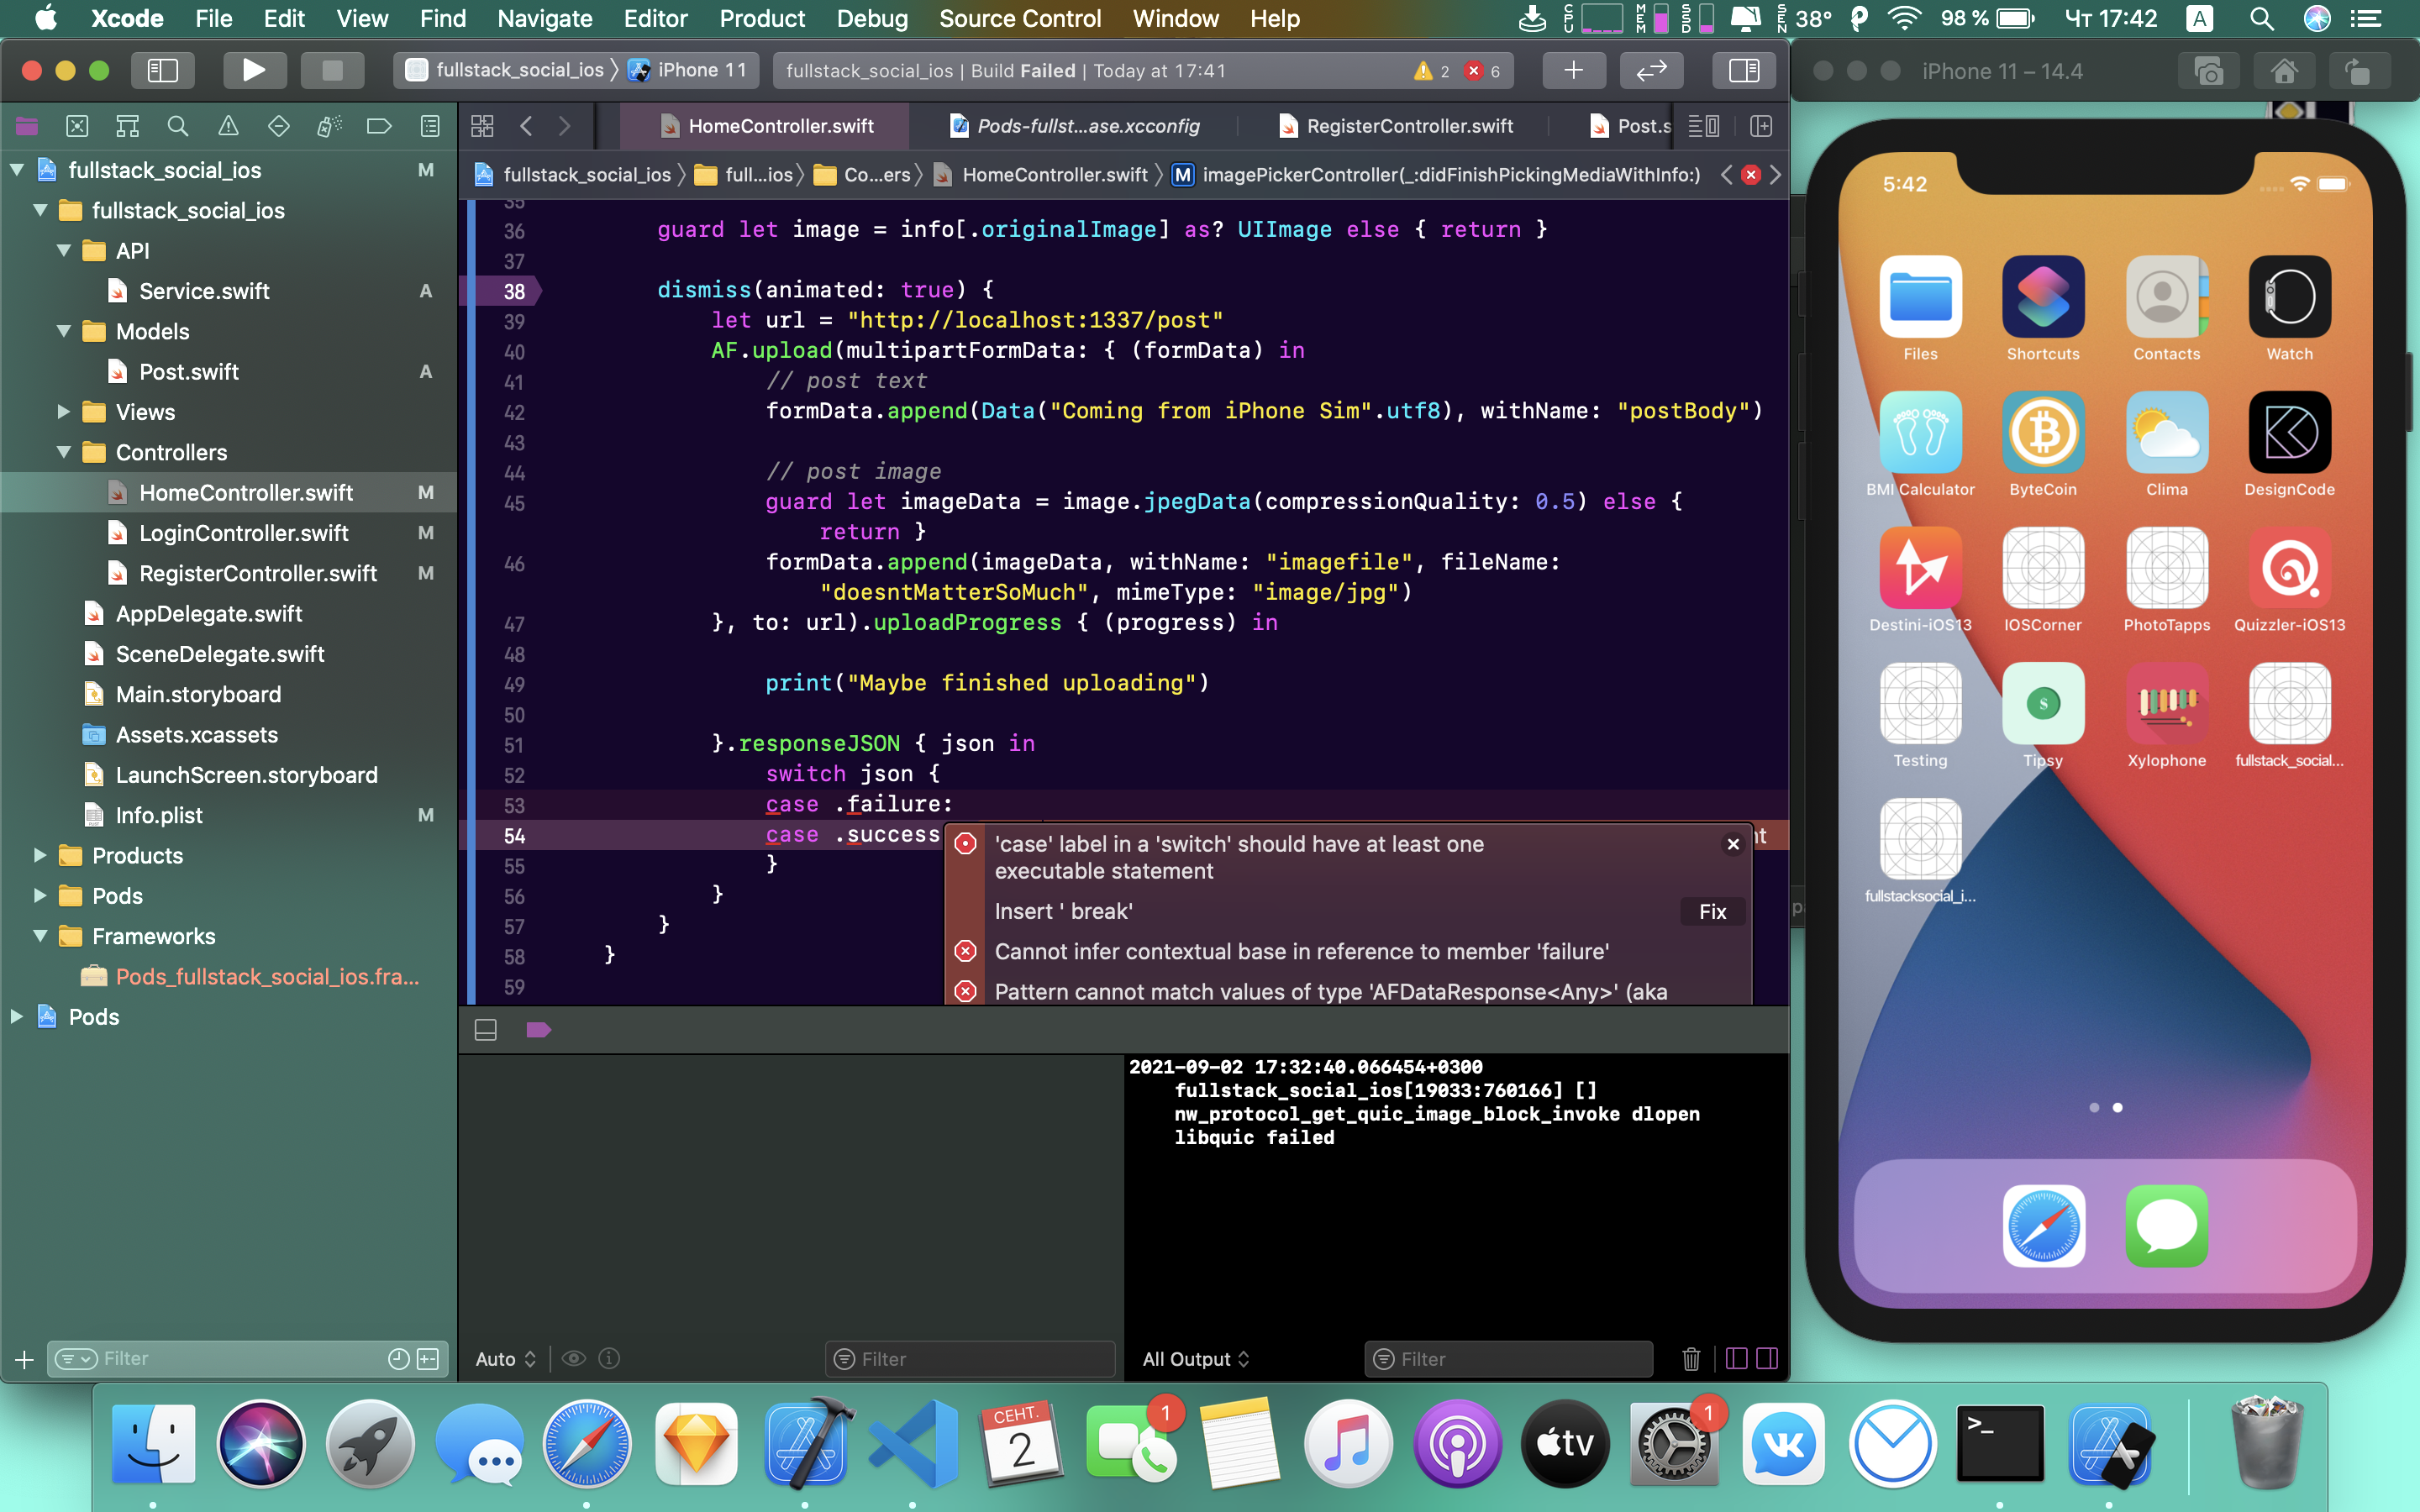 Xcode File Edit View Find Navigate Editor Product Debug Source Control Window Help
CPU MEM SSD SEN 38° 98 % Чт 17:42 A
fullstack_social_ios 〉 iPhone 11
fullstack_social_ios | Build Failed | Today at 17:41
2 6
iPhone 11 – 14.4
HomeController.swift
Pods-fullst...ase.xcconfig
RegisterController.swift
Post.s
fullstack_social_ios 〉 full...ios 〉 Co...ers 〉 HomeController.swift 〉 M imagePickerController(_:didFinishPickingMediaWithInfo:)
fullstack_social_ios M
fullstack_social_ios
API
Service.swift A
Models
Post.swift A
Views
Controllers
HomeController.swift M
LoginController.swift M
RegisterController.swift M
AppDelegate.swift
SceneDelegate.swift
Main.storyboard
Assets.xcassets
LaunchScreen.storyboard
Info.plist M
Products
Pods
Frameworks
Pods_fullstack_social_ios.fra...
Pods
Filter
35
36 guard let image = info[.originalImage] as? UIImage else { return }
37
38 dismiss(animated: true) {
39 let url = "http://localhost:1337/post"
40 AF.upload(multipartFormData: { (formData) in
41 // post text
42 formData.append(Data("Coming from iPhone Sim".utf8), withName: "postBody")
43
44 // post image
45 guard let imageData = image.jpegData(compressionQuality: 0.5) else {
return }
46 formData.append(imageData, withName: "imagefile", fileName:
"doesntMatterSoMuch", mimeType: "image/jpg")
47 }, to: url).uploadProgress { (progress) in
48
49 print("Maybe finished uploading")
50
51 }.responseJSON { json in
52 switch json {
53 case .failure:
54 case .success
55 }
56 }
57 }
58 }
59
'case' label in a 'switch' should have at least one
executable statement
Insert ' break'
Fix
Cannot infer contextual base in reference to member 'failure'
Pattern cannot match values of type 'AFDataResponse<Any>' (aka
2021-09-02 17:32:40.066454+0300
fullstack_social_ios[19033:760166] []
nw_protocol_get_quic_image_block_invoke dlopen
libquic failed
Auto
Filter
All Output
Filter
5:42
Files Shortcuts Contacts Watch
BMI Calculator ByteCoin Clima DesignCode
Destini-iOS13 IOSCorner PhotoTapps Quizzler-iOS13
Testing Tipsy Xylophone fullstack_social...
fullstacksocial_i...
СЕНТ.
2
1
tv
1
>_